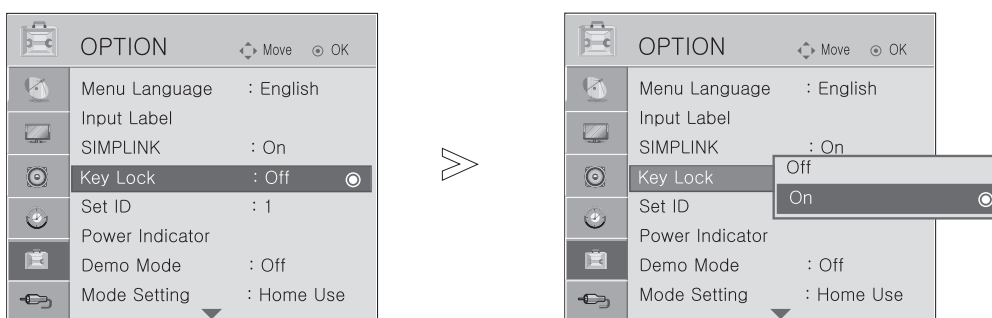 OPTION
Move OK
Menu Language : English
Input Label
SIMPLINK : On
Key Lock : Off
Set ID : 1
Power Indicator
Demo Mode : Off
Mode Setting : Home Use
OPTION
Move OK
Menu Language : English
Input Label
SIMPLINK : On
Key Lock
Off
On
Set ID
Power Indicator
Demo Mode : Off
Mode Setting : Home Use